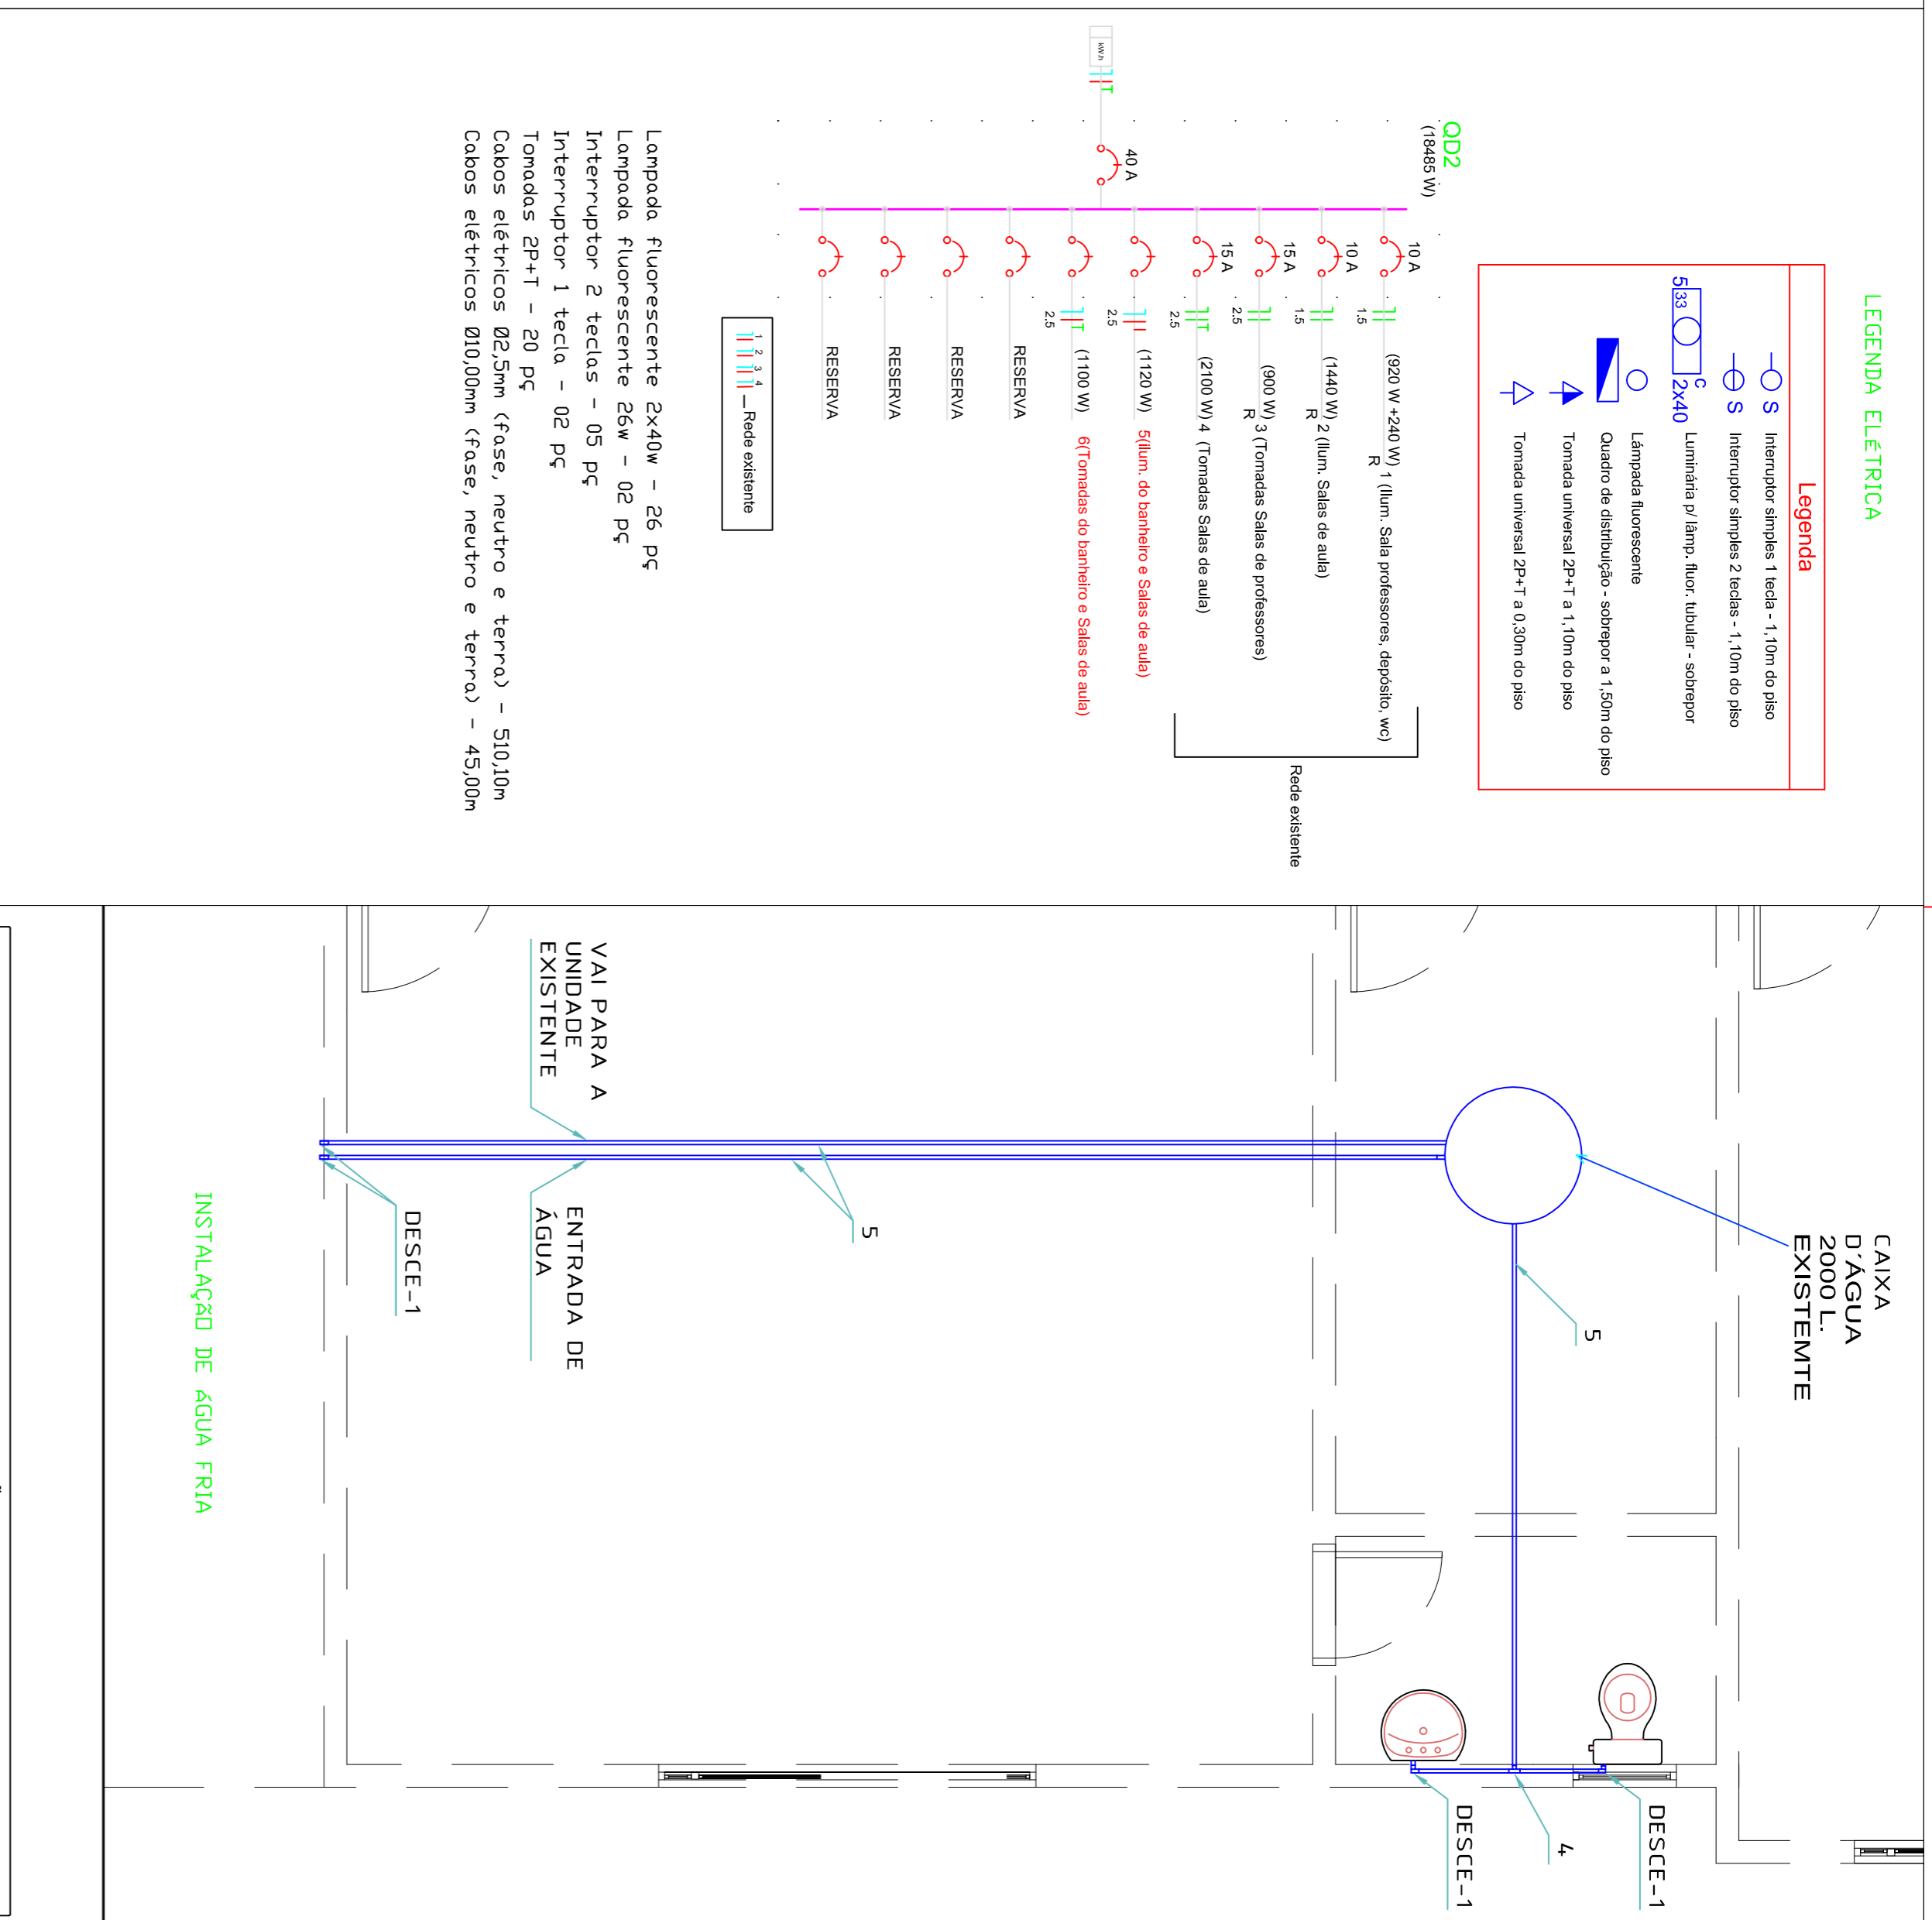 LEGENDA ELÉTRICA
Legenda
S
Interruptor simples 1 tecla - 1,10m do piso
S
Interruptor simples 2 teclas - 1,10m do piso
5 33
C
2x40
Luminária p/ lâmp. fluor. tubular - sobrepor
Lámpada fluorescente
Quadro de distribuição - sobrepor a 1,50m do piso
Tomada universal 2P+T a 1,10m do piso
Tomada universal 2P+T a 0,30m do piso
QD2
(18485 W)
kW.h
40 A
10 A
1.5
(920 W +240 W)
R
1 (Ilum. Sala professores, depósito, wc)
10 A
1.5
(1440 W)
R
2 (Ilum. Salas de aula)
15 A
2.5
(900 W)
R
3 (Tomadas Salas de professores)
15 A
2.5
(2100 W)
4 (Tomadas Salas de aula)
Rede existente
2.5
(1120 W)
5(ilum. do banheiro e Salas de aula)
2.5
(1100 W)
6(Tomadas do banheiro e Salas de aula)
RESERVA
RESERVA
RESERVA
RESERVA
1 2 3 4
Rede existente
Lampada fluorescente 2x40w - 26 pç
Lampada fluorescente 26w - 02 pç
Interruptor 2 teclas - 05 pç
Interruptor 1 tecla - 02 pç
Tomadas 2P+T - 20 pç
Cabos elétricos Ø2,5mm (fase, neutro e terra) - 510,10m
Cabos elétricos Ø10,00mm (fase, neutro e terra) - 45,00m
CAIXA
D´ÁGUA
2000 L.
EXISTEMTE
5
DESCE-1
4
DESCE-1
5
VAI PARA A
UNIDADE
EXISTENTE
ENTRADA DE
ÁGUA
DESCE-1
INSTALAÇÃO DE ÁGUA FRIA